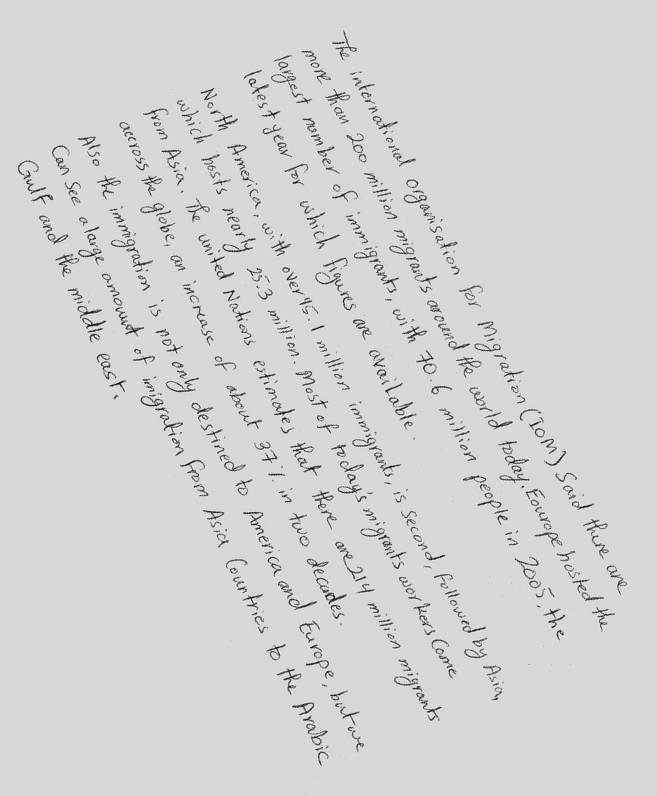 The international organisation for Migration (IOM) said there are
more than 200 million migrants around the world today. Eourope hosted the
largest number of immigrants, with 70.6 million people in 2005, the
latest year for which figures are available.
North America, with over 45.1 million immigrants, is second, followed by Asia,
which hosts nearly 25.3 million. Most of today's migrants workers come
from Asia. The united Nations estimates that there are 214 million migrants
across the globe, an increase of about 37% in two decades.
Also the immigration is not only destined to America and Europe, but we
Can see a large amount of imigration from Asia Countries to the Arabic
Gulf and the middle east.